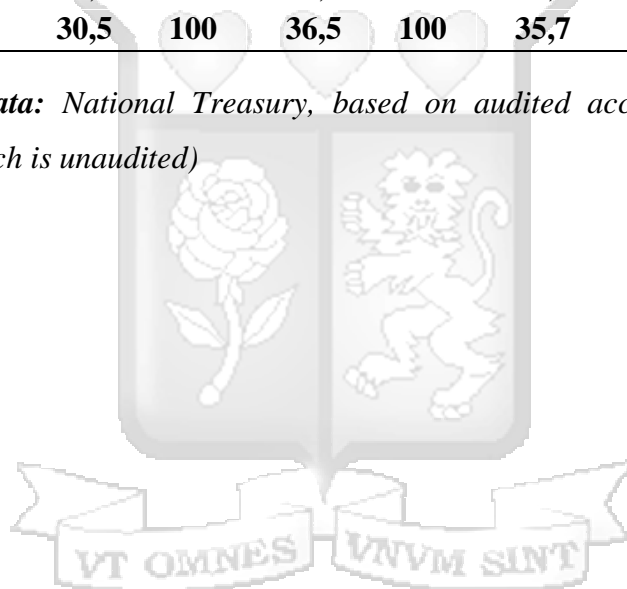 30,5 100 36,5 100 35,7
ata: National Treasury, based on audited acc
ch is unaudited)
VT OMNES VNVM SINT